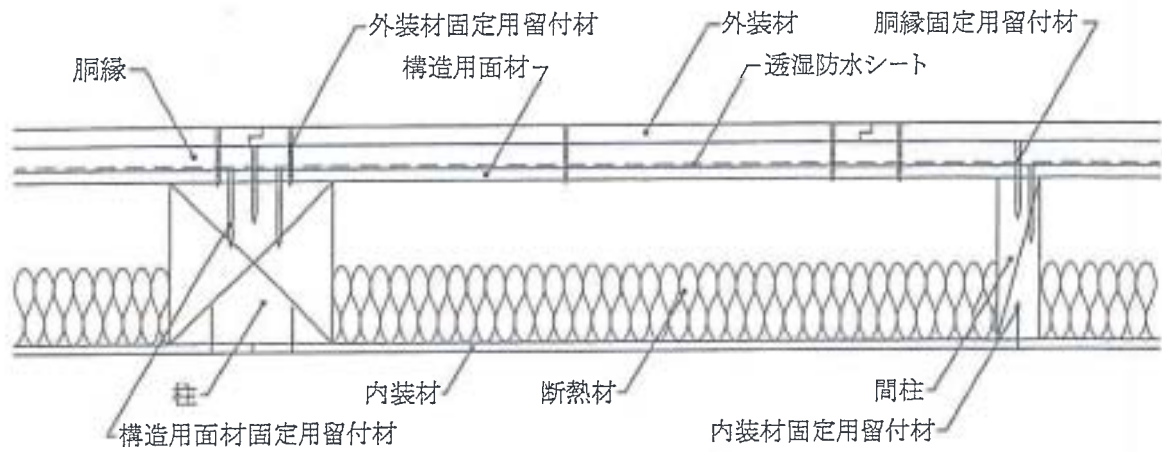 外装材固定用留付材
外装材
胴縁固定用留付材
胴縁
構造用面材
透湿防水シート
柱
内装材
断熱材
間柱
構造用面材固定用留付材
内装材固定用留付材